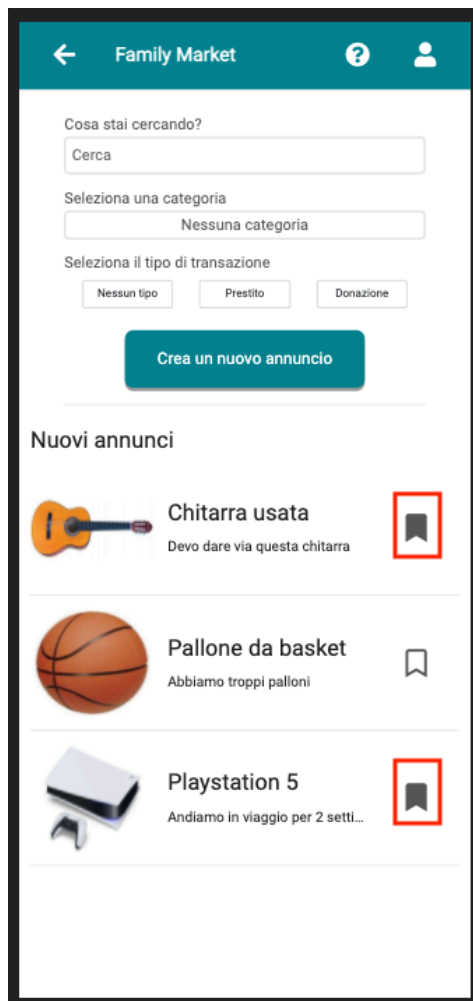 Family Market
Cosa stai cercando?
Cerca
Seleziona una categoria
Nessuna categoria
Seleziona il tipo di transazione
Nessun tipo Prestito Donazione
Crea un nuovo annuncio
Nuovi annunci
Chitarra usata
Devo dare via questa chitarra
Pallone da basket
Abbiamo troppi palloni
Playstation 5
Andiamo in viaggio per 2 setti...